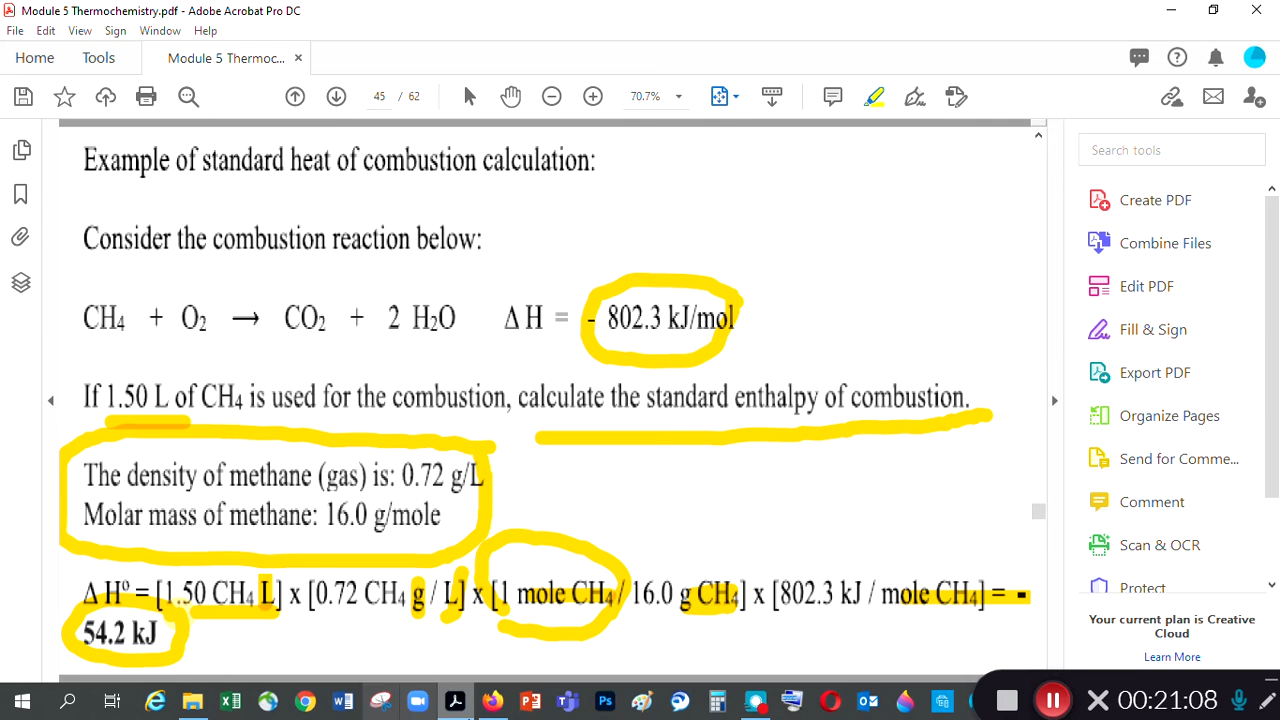 Module 5 Thermochemistry.pdf - Adobe Acrobat Pro DC
File Edit View Sign Window Help
Home Tools Module 5 Thermoc... ×
45 / 62 70.7%
Example of standard heat of combustion calculation:
Consider the combustion reaction below:
CH₄ + O₂ → CO₂ + 2 H₂O Δ H = - 802.3 kJ/mol
If 1.50 L of CH₄ is used for the combustion, calculate the standard enthalpy of combustion.
The density of methane (gas) is: 0.72 g/L
Molar mass of methane: 16.0 g/mole
Δ Hº = [1.50 CH₄ L] x [0.72 CH₄ g / L] x [1 mole CH₄ / 16.0 g CH₄] x [802.3 kJ / mole CH₄] = -
54.2 kJ
Search tools
Create PDF
Combine Files
Edit PDF
Fill & Sign
Export PDF
Organize Pages
Send for Comme...
Comment
Scan & OCR
Protect
Your current plan is Creative
Cloud
Learn More
00:21:08